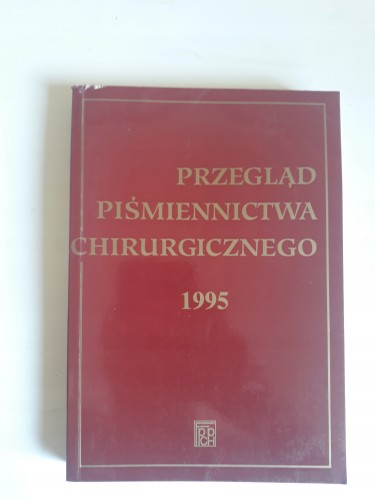 PRZEGLĄD
PIŚMIENNICTWA
CHIRURGICZNEGO
1995